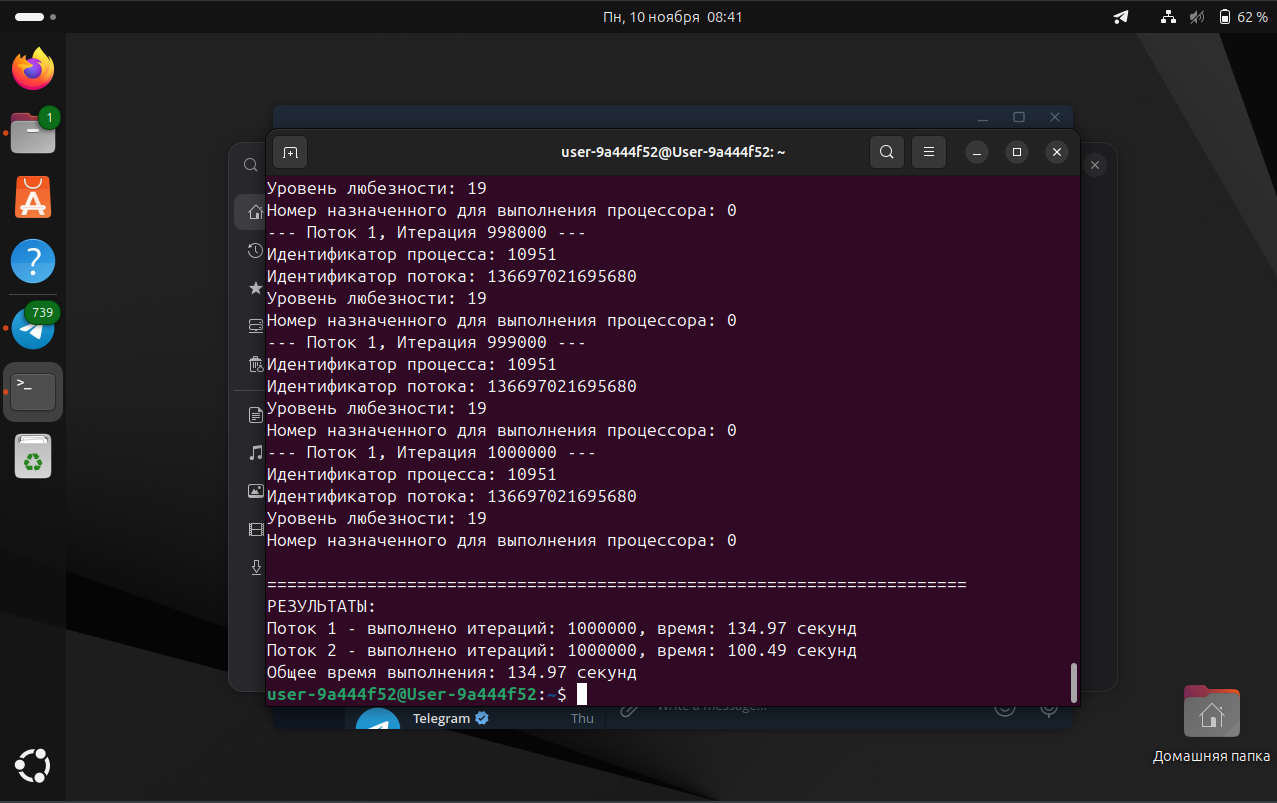 Пн, 10 ноября 08:41
62 %
1
739
user-9a444f52@User-9a444f52: ~
Уровень любезности: 19
Номер назначенного для выполнения процессора: 0
--- Поток 1, Итерация 998000 ---
Идентификатор процесса: 10951
Идентификатор потока: 136697021695680
Уровень любезности: 19
Номер назначенного для выполнения процессора: 0
--- Поток 1, Итерация 999000 ---
Идентификатор процесса: 10951
Идентификатор потока: 136697021695680
Уровень любезности: 19
Номер назначенного для выполнения процессора: 0
--- Поток 1, Итерация 1000000 ---
Идентификатор процесса: 10951
Идентификатор потока: 136697021695680
Уровень любезности: 19
Номер назначенного для выполнения процессора: 0
======================================================================
РЕЗУЛЬТАТЫ:
Поток 1 - выполнено итераций: 1000000, время: 134.97 секунд
Поток 2 - выполнено итераций: 1000000, время: 100.49 секунд
Общее время выполнения: 134.97 секунд
user-9a444f52@User-9a444f52:~$
Write a message...
Telegram
Thu
Домашняя папка